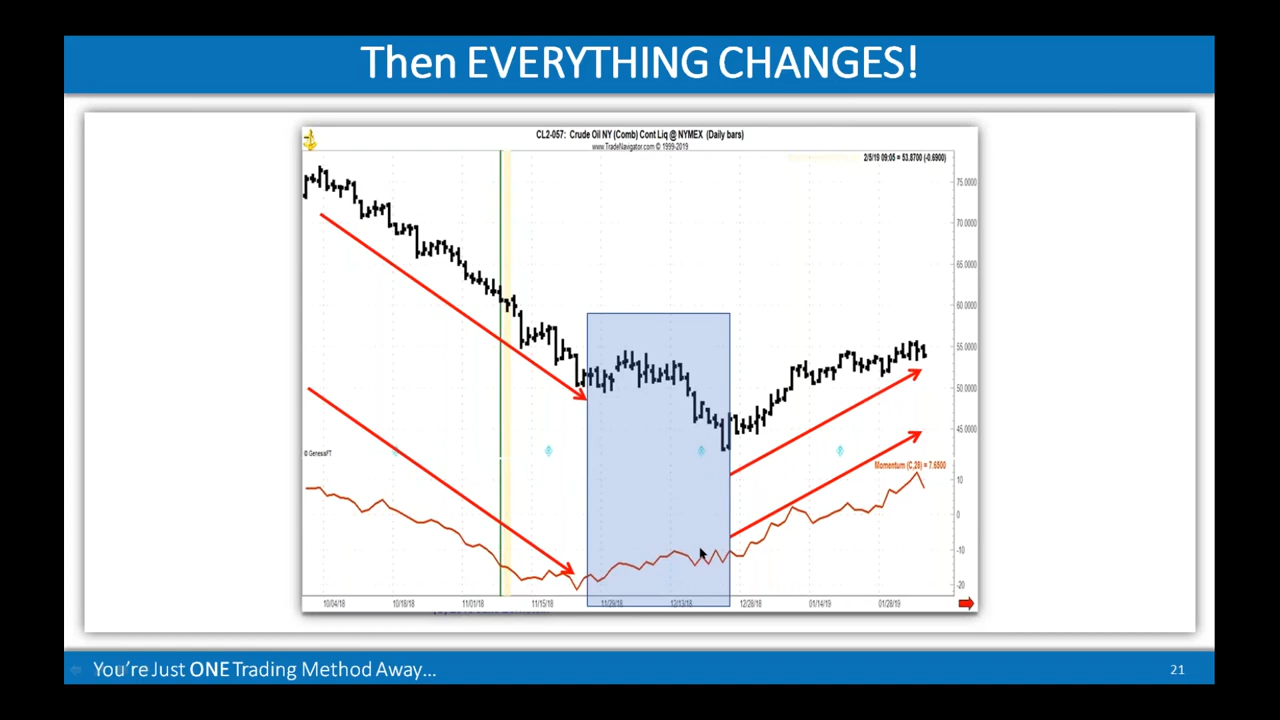 Then EVERYTHING CHANGES!
CL2-057: Crude Oil NY (Comb) Cont Liq @ NYMEX (Daily bars)
www.TradeNavigator.com © 1999-2019
2/5/19 09:05 = 53.8700 (-0.6900)
75.0000
70.0000
65.0000
60.0000
55.0000
50.0000
45.0000
© GenesisFT
Momentum (C,28) = 7.6500
10
0
-10
-20
10/04/18 10/18/18 11/01/18 11/15/18 11/29/18 12/13/18 12/28/18 01/14/19 01/28/19
You're Just ONE Trading Method Away...
21